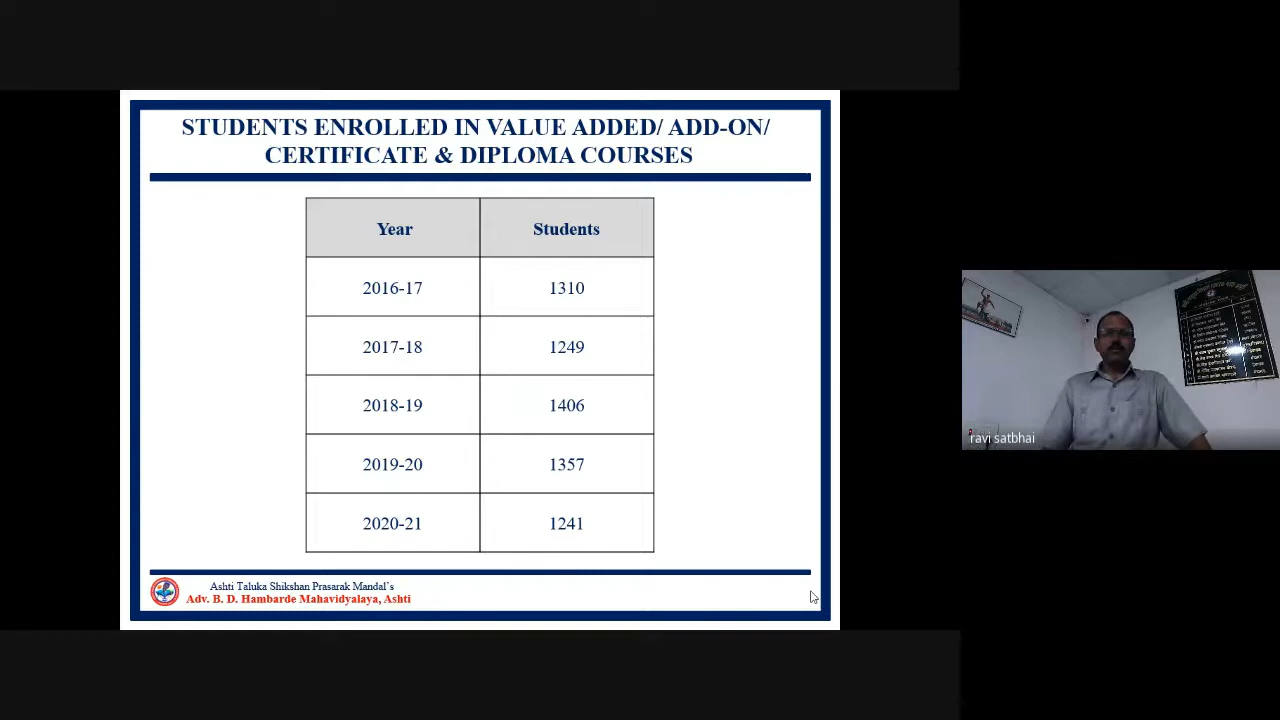 STUDENTS ENROLLED IN VALUE ADDED/ ADD-ON/
CERTIFICATE & DIPLOMA COURSES
Year Students
2016-17 1310
2017-18 1249
2018-19 1406
2019-20 1357
2020-21 1241
Ashti Taluka Shikshan Prasarak Mandal's
Adv. B. D. Hambarde Mahavidyalaya, Ashti
ravi satbhai